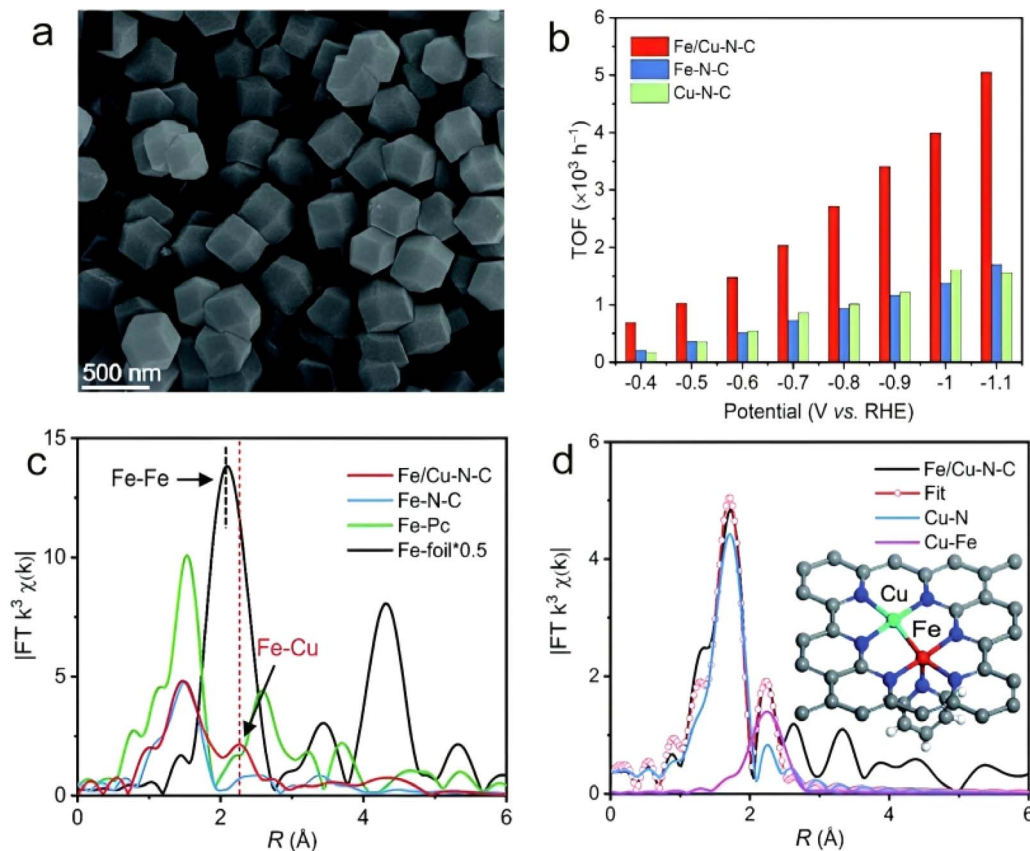 a
500 nm
b
TOF (×10³ h⁻¹)
6
5
4
3
2
1
0
Fe/Cu-N-C
Fe-N-C
Cu-N-C
-0.4 -0.5 -0.6 -0.7 -0.8 -0.9 -1 -1.1
Potential (V vs. RHE)
c
|FT k³ χ(k)|
15
10
5
0
Fe-Fe
Fe-Cu
Fe/Cu-N-C
Fe-N-C
Fe-Pc
Fe-foil*0.5
0 2 4 6
R (Å)
d
|FT k³ χ(k)|
6
4
2
0
Fe/Cu-N-C
Fit
Cu-N
Cu-Fe
Cu
Fe
0 1 2 3 4 5 6
R (Å)